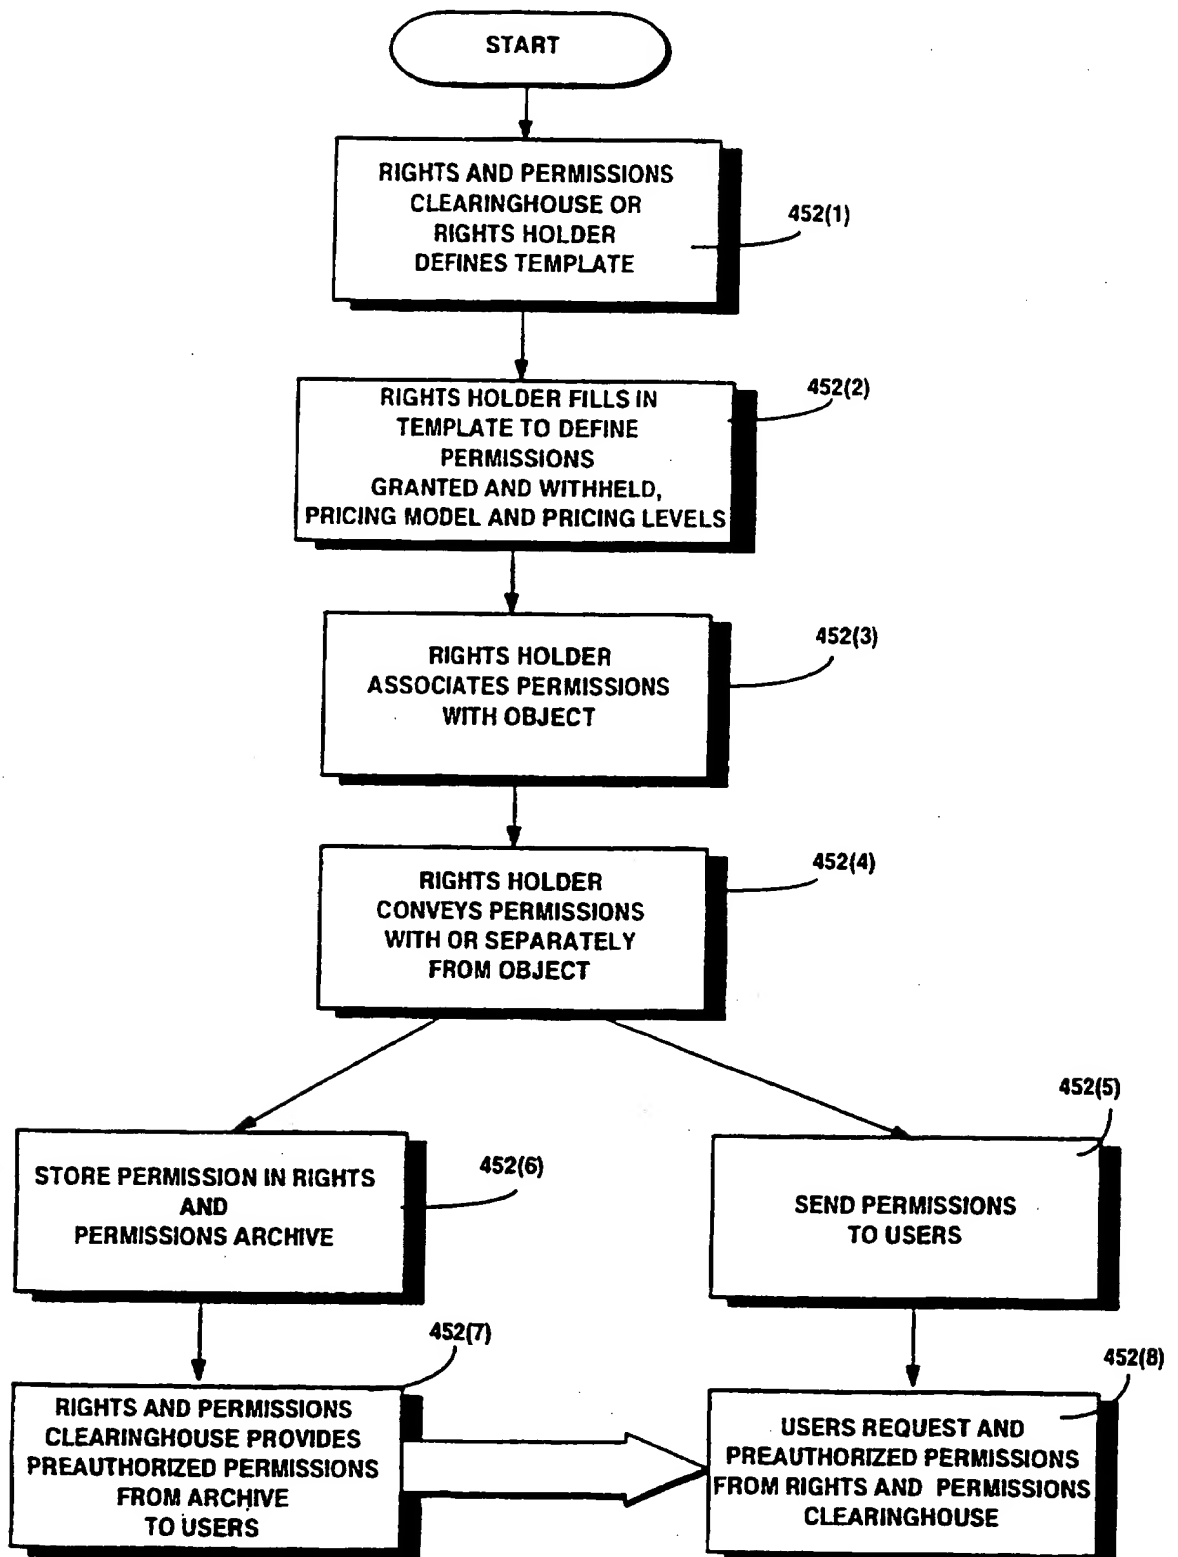 START
RIGHTS AND PERMISSIONS
CLEARINGHOUSE OR
RIGHTS HOLDER
DEFINES TEMPLATE
452(1)
RIGHTS HOLDER FILLS IN
TEMPLATE TO DEFINE
PERMISSIONS
GRANTED AND WITHHELD,
PRICING MODEL AND PRICING LEVELS
452(2)
RIGHTS HOLDER
ASSOCIATES PERMISSIONS
WITH OBJECT
452(3)
RIGHTS HOLDER
CONVEYS PERMISSIONS
WITH OR SEPARATELY
FROM OBJECT
452(4)
STORE PERMISSION IN RIGHTS
AND
PERMISSIONS ARCHIVE
452(6)
SEND PERMISSIONS
TO USERS
452(5)
RIGHTS AND PERMISSIONS
CLEARINGHOUSE PROVIDES
PREAUTHORIZED PERMISSIONS
FROM ARCHIVE
TO USERS
452(7)
USERS REQUEST AND
PREAUTHORIZED PERMISSIONS
FROM RIGHTS AND PERMISSIONS
CLEARINGHOUSE
452(8)